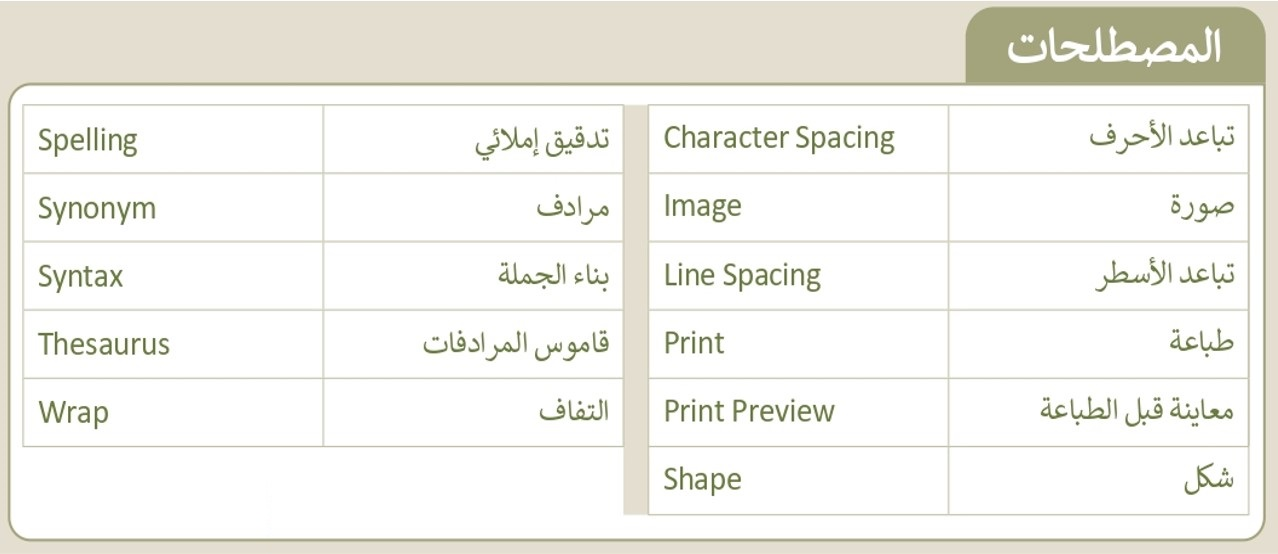 المصطلحات
تباعد الأحرف Character Spacing
صورة Image
تباعد الأسطر Line Spacing
طباعة Print
معاينة قبل الطباعة Print Preview
شكل Shape
تدقيق إملائي Spelling
مرادف Synonym
بناء الجملة Syntax
قاموس المرادفات Thesaurus
التفاف Wrap